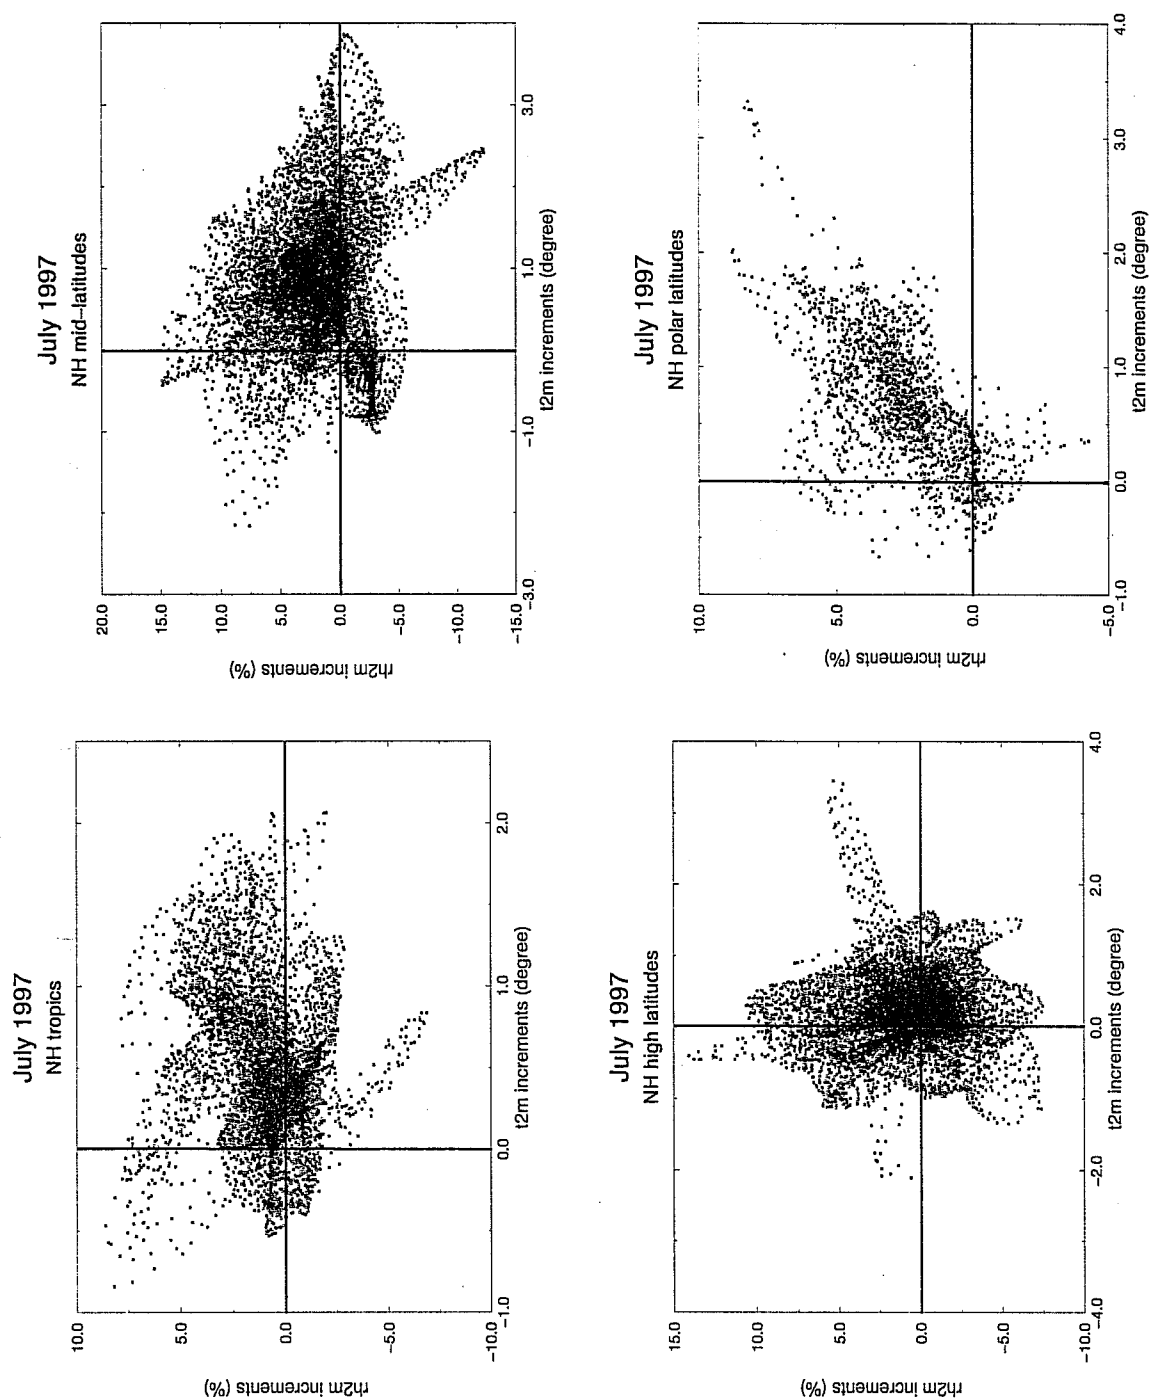 July 1997
NH tropics
rh2m increments (%)
10.0
5.0
0.0
−5.0
−10.0
−1.0 0.0 1.0 2.0
t2m increments (degree)
July 1997
NH mid−latitudes
rh2m increments (%)
20.0
15.0
10.0
5.0
0.0
−5.0
−10.0
−15.0
−3.0 −1.0 1.0 3.0
t2m increments (degree)
July 1997
NH high latitudes
rh2m increments (%)
15.0
10.0
5.0
0.0
−5.0
−10.0
−4.0 −2.0 0.0 2.0 4.0
t2m increments (degree)
July 1997
NH polar latitudes
rh2m increments (%)
10.0
5.0
0.0
−5.0
−1.0 0.0 1.0 2.0 3.0 4.0
t2m increments (degree)